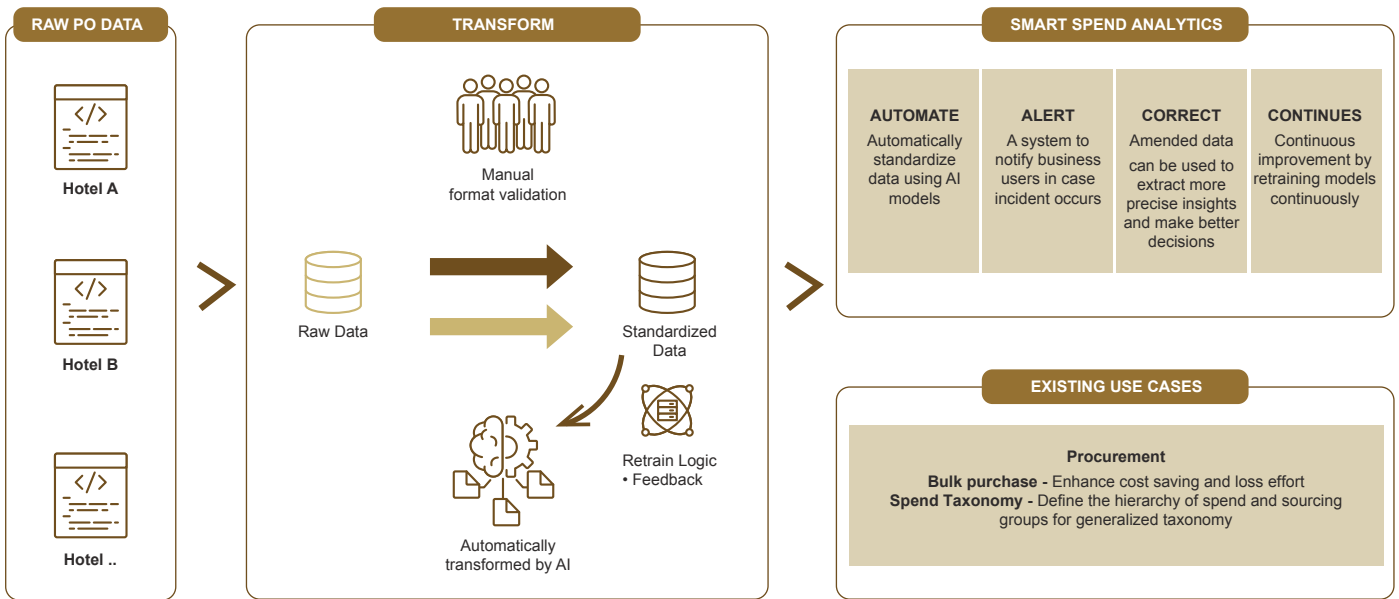 RAW PO DATA
</>
Hotel A
</>
Hotel B
</>
Hotel ..
TRANSFORM
Manual
format validation
Raw Data
Standardized
Data
Retrain Logic
• Feedback
Automatically
transformed by AI
SMART SPEND ANALYTICS
AUTOMATE
Automatically
standardize
data using AI
models
ALERT
A system to
notify business
users in case
incident occurs
CORRECT
Amended data
can be used to
extract more
precise insights
and make better
decisions
CONTINUES
Continuous
improvement by
retraining models
continuously
EXISTING USE CASES
Procurement
Bulk purchase - Enhance cost saving and loss effort
Spend Taxonomy - Define the hierarchy of spend and sourcing
groups for generalized taxonomy